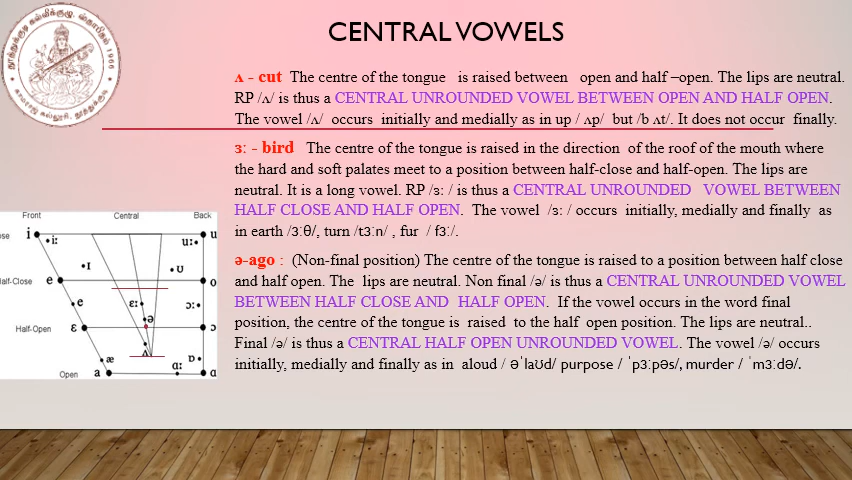 CENTRAL VOWELS
ʌ - cut The centre of the tongue is raised between open and half –open. The lips are neutral.
RP /ʌ/ is thus a CENTRAL UNROUNDED VOWEL BETWEEN OPEN AND HALF OPEN.
The vowel /ʌ/ occurs initially and medially as in up / ʌp/ but /b ʌt/. It does not occur finally.
ɜː - bird The centre of the tongue is raised in the direction of the roof of the mouth where
the hard and soft palates meet to a position between half-close and half-open. The lips are
neutral. It is a long vowel. RP /ɜː / is thus a CENTRAL UNROUNDED VOWEL BETWEEN
HALF CLOSE AND HALF OPEN. The vowel /ɜː / occurs initially, medially and finally as
in earth /ɜːθ/, turn /tɜːn/ , fur / fɜː/.
ə-ago : (Non-final position) The centre of the tongue is raised to a position between half close
and half open. The lips are neutral. Non final /ə/ is thus a CENTRAL UNROUNDED VOWEL
BETWEEN HALF CLOSE AND HALF OPEN. If the vowel occurs in the word final
position, the centre of the tongue is raised to the half open position. The lips are neutral..
Final /ə/ is thus a CENTRAL HALF OPEN UNROUNDED VOWEL. The vowel /ə/ occurs
initially, medially and finally as in aloud / əˈlaʊd/ purpose / ˈpɜːpəs/, murder / ˈmɜːdə/.
Front Central Back
ose i iː uː u
ɪ ʊ
Half-Close e o
e ɛː ɔː
ə
Half-Open ɛ ɔ
æ ʌ ɑː ɒ
Open a ɑ